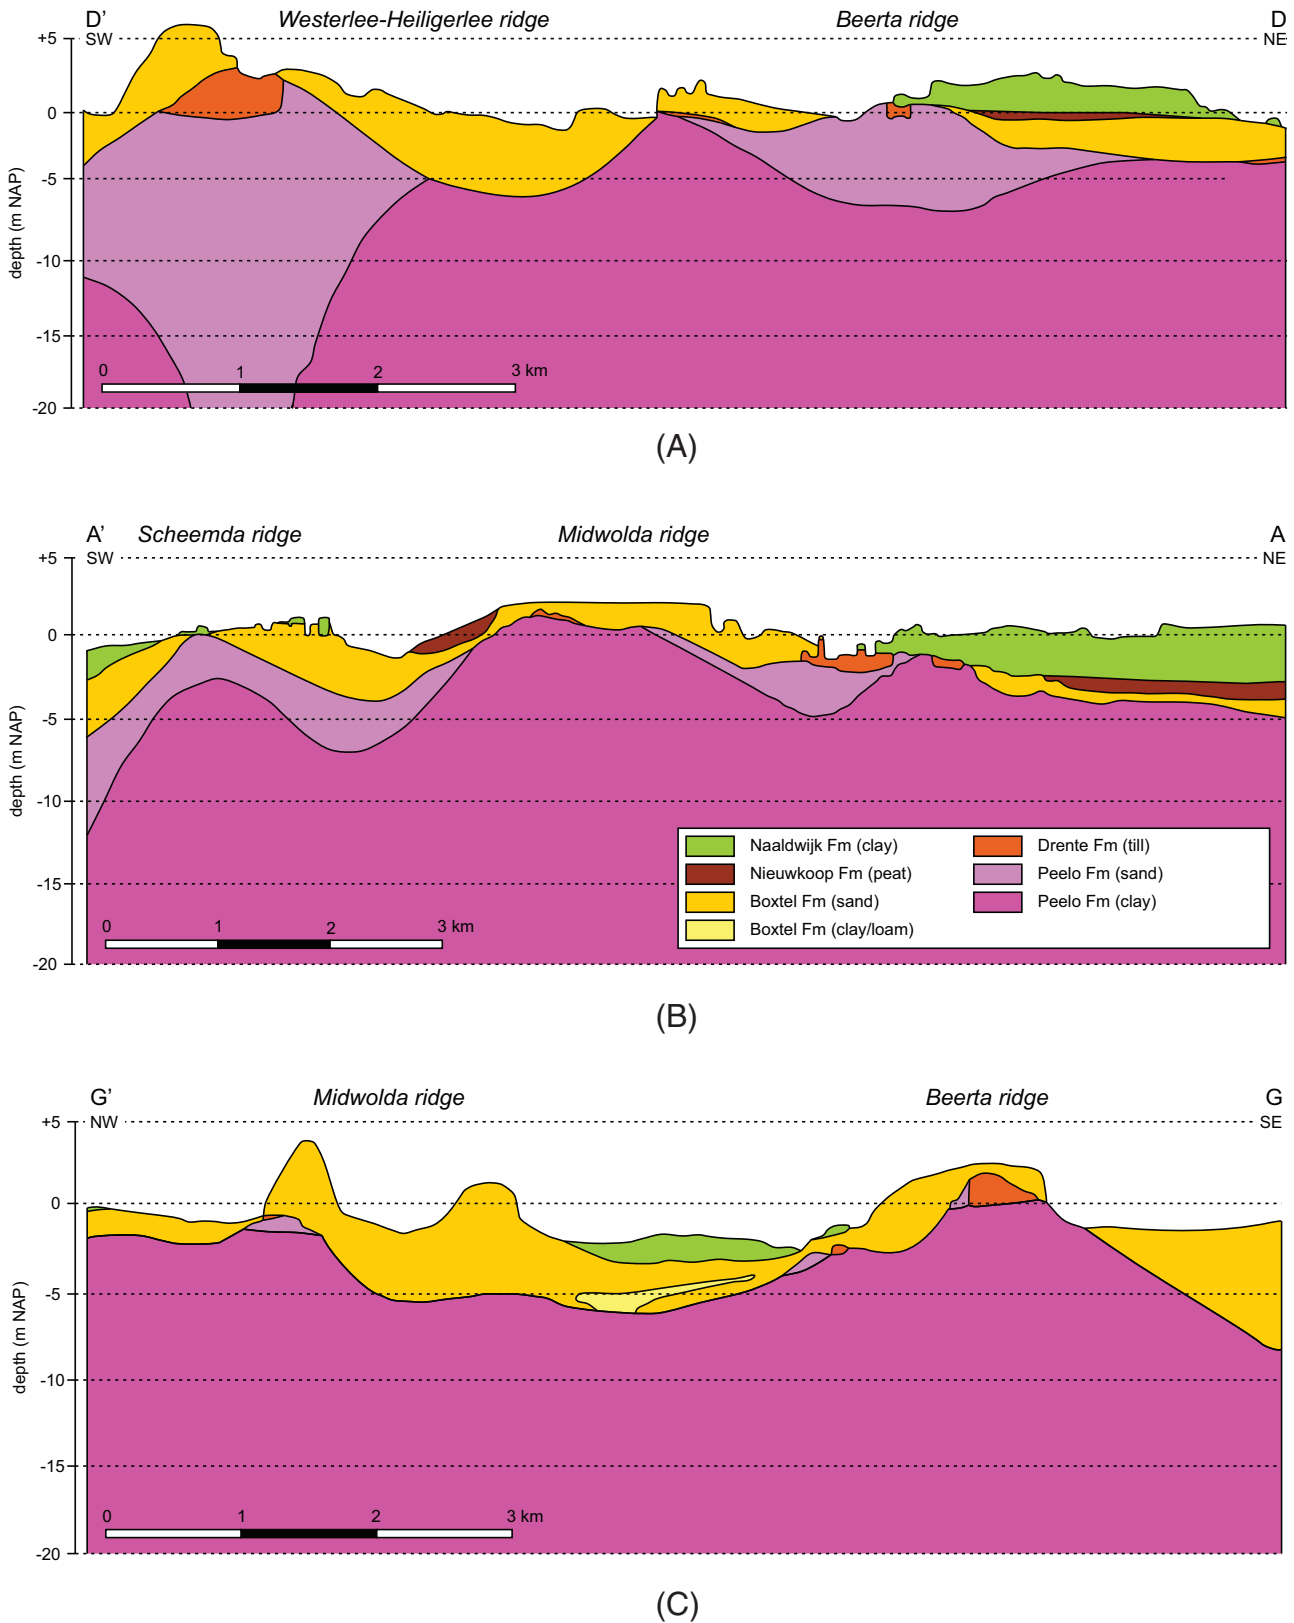 D' Westerlee-Heiligerlee ridge Beerta ridge D
+5 SW NE
0
-5
-10
-15
-20
depth (m NAP)
0 1 2 3 km
(A)
A' Scheemda ridge Midwolda ridge A
+5 SW NE
0
-5
-10
-15
-20
depth (m NAP)
Naaldwijk Fm (clay)
Nieuwkoop Fm (peat)
Boxtel Fm (sand)
Boxtel Fm (clay/loam)
Drente Fm (till)
Peelo Fm (sand)
Peelo Fm (clay)
0 1 2 3 km
(B)
G' Midwolda ridge Beerta ridge G
+5 NW SE
0
-5
-10
-15
-20
depth (m NAP)
0 1 2 3 km
(C)